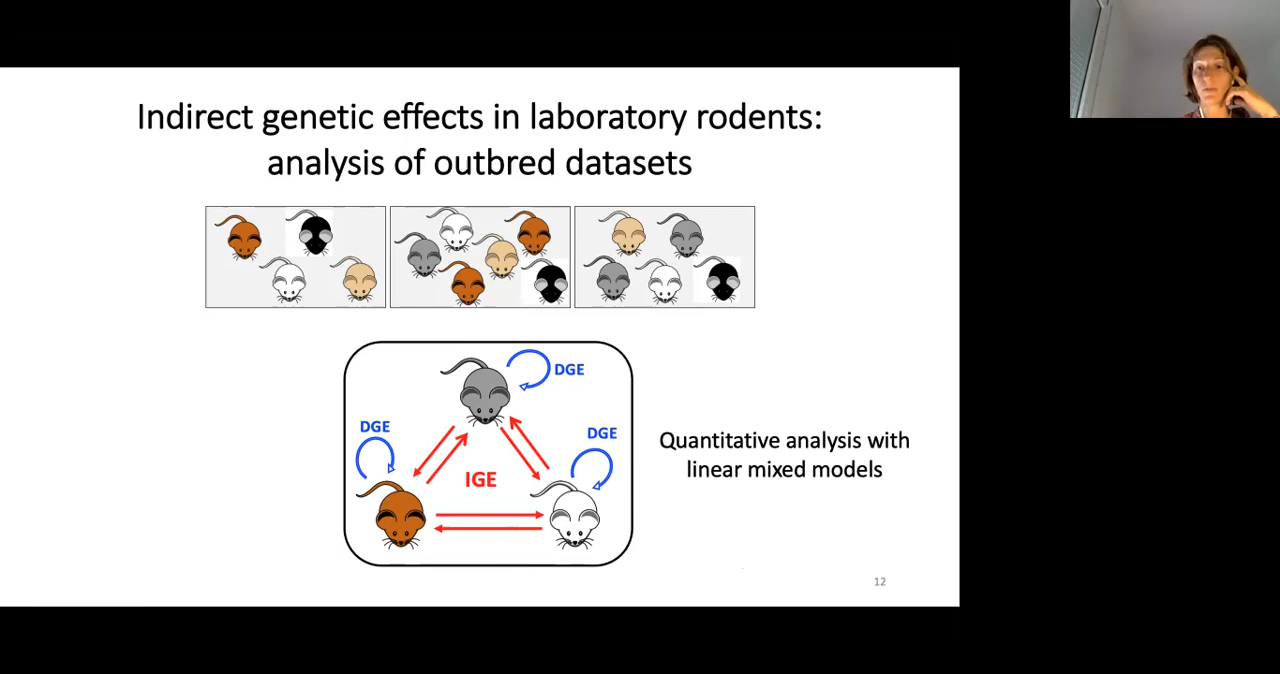 Indirect genetic effects in laboratory rodents:
analysis of outbred datasets
DGE
DGE
DGE
IGE
Quantitative analysis with
linear mixed models
12